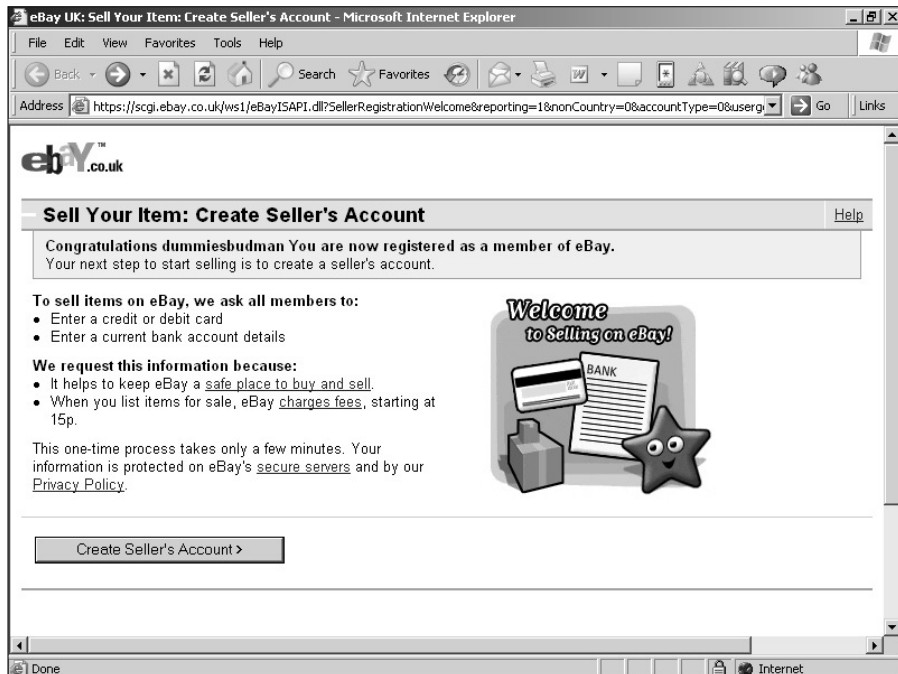 eBay UK: Sell Your Item: Create Seller's Account - Microsoft Internet Explorer
File Edit View Favorites Tools Help
Back Search Favorites
Address https://scgi.ebay.co.uk/ws1/eBayISAPI.dll?SellerRegistrationWelcome&reporting=1&nonCountry=0&accountType=0&userg Go Links
ebaY™.co.uk
Sell Your Item: Create Seller's Account Help
Congratulations dummiesbudman You are now registered as a member of eBay.
Your next step to start selling is to create a seller's account.
To sell items on eBay, we ask all members to:
• Enter a credit or debit card
• Enter a current bank account details
We request this information because:
• It helps to keep eBay a safe place to buy and sell.
• When you list items for sale, eBay charges fees, starting at
15p.
This one-time process takes only a few minutes. Your
information is protected on eBay's secure servers and by our
Privacy Policy.
Welcome
to Selling on eBay!
BANK
Create Seller's Account >
Done Internet